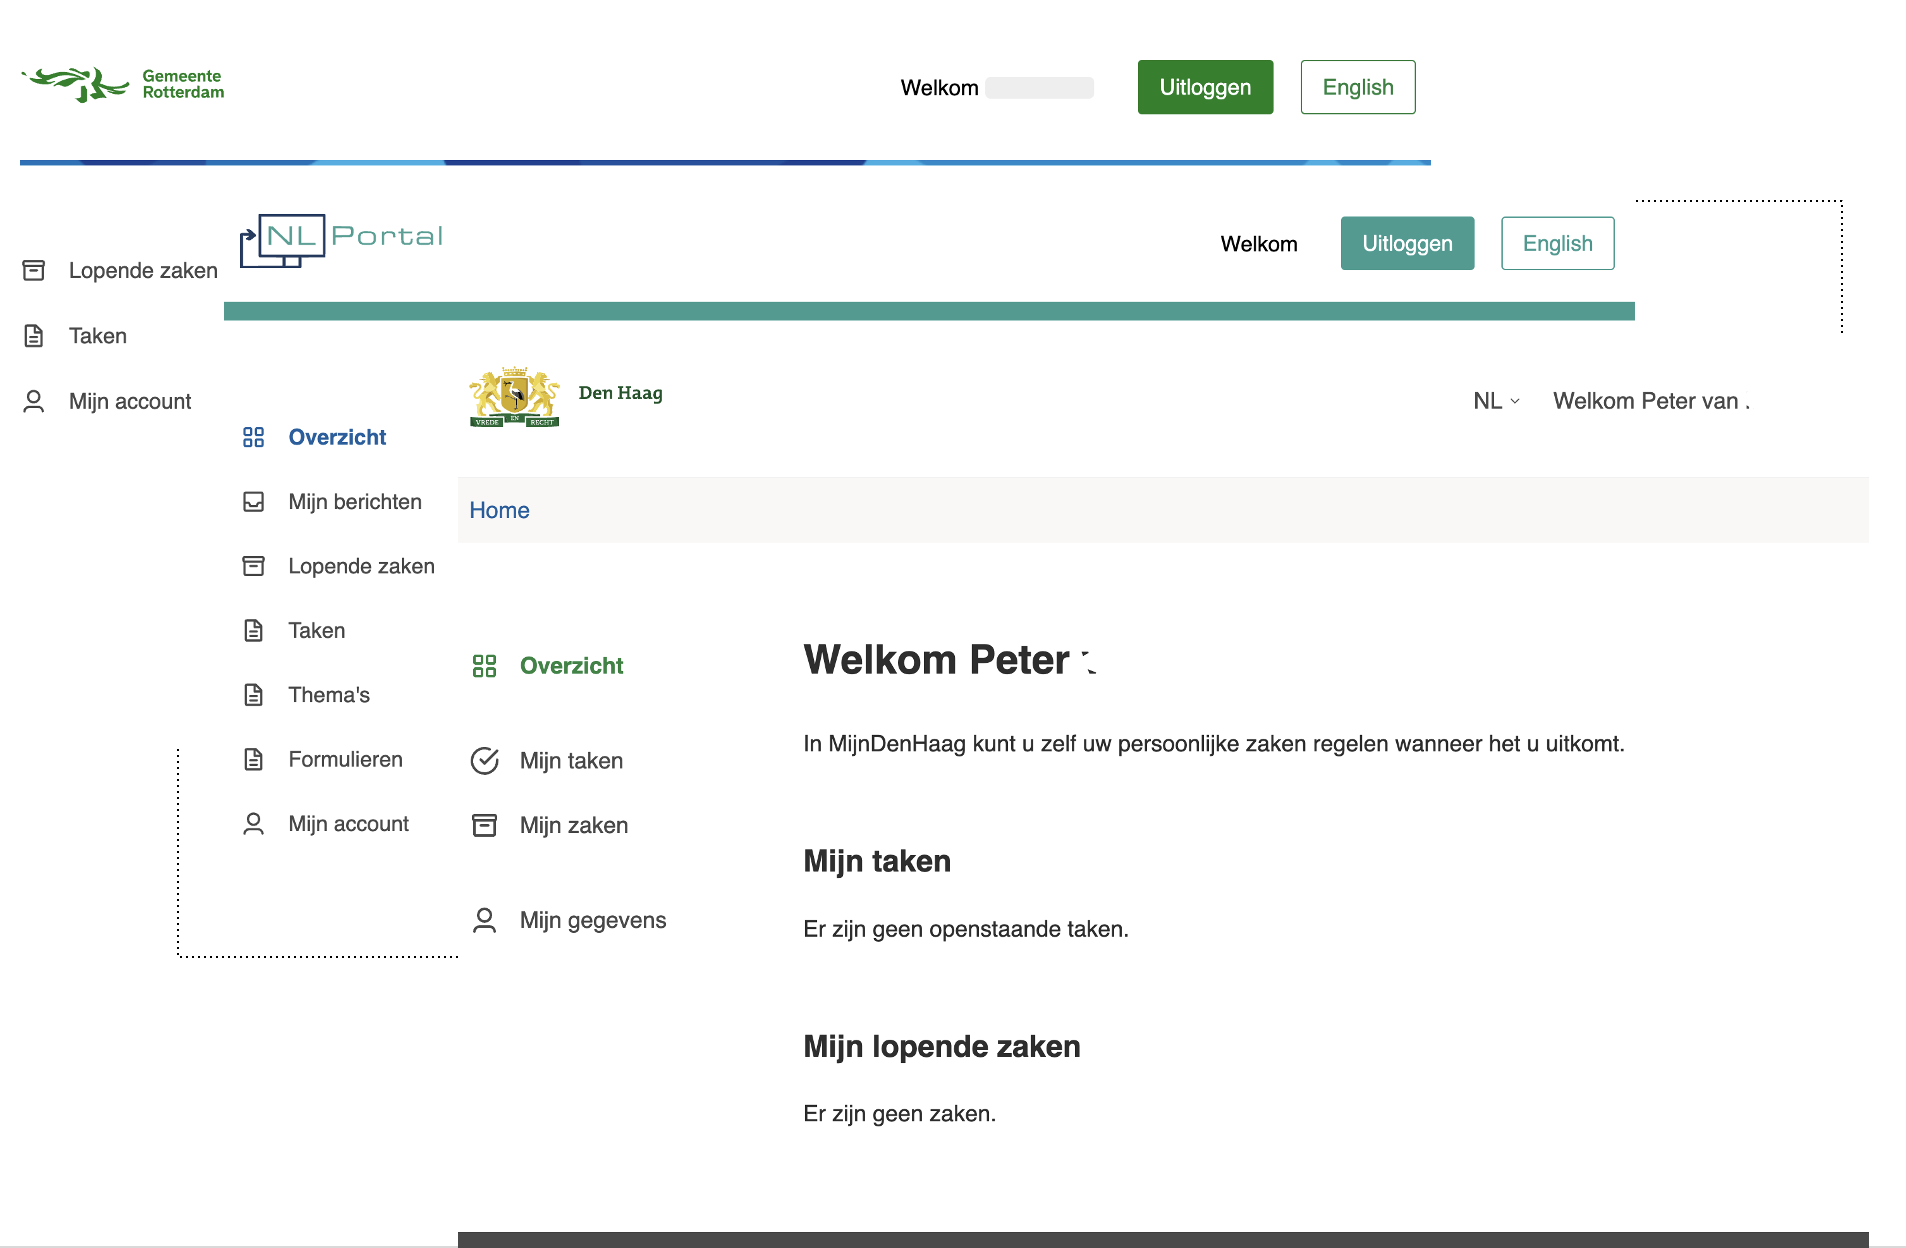 Gemeente
Rotterdam
Welkom
Uitloggen
English
Lopende zaken
Taken
Mijn account
NL Portal
Welkom
Uitloggen
English
Overzicht
Mijn berichten
Lopende zaken
Taken
Thema's
Formulieren
Mijn account
VREDE EN RECHT
Den Haag
NL
Welkom Peter van .
Home
Overzicht
Mijn taken
Mijn zaken
Mijn gegevens
Welkom Peter
In MijnDenHaag kunt u zelf uw persoonlijke zaken regelen wanneer het u uitkomt.
Mijn taken
Er zijn geen openstaande taken.
Mijn lopende zaken
Er zijn geen zaken.